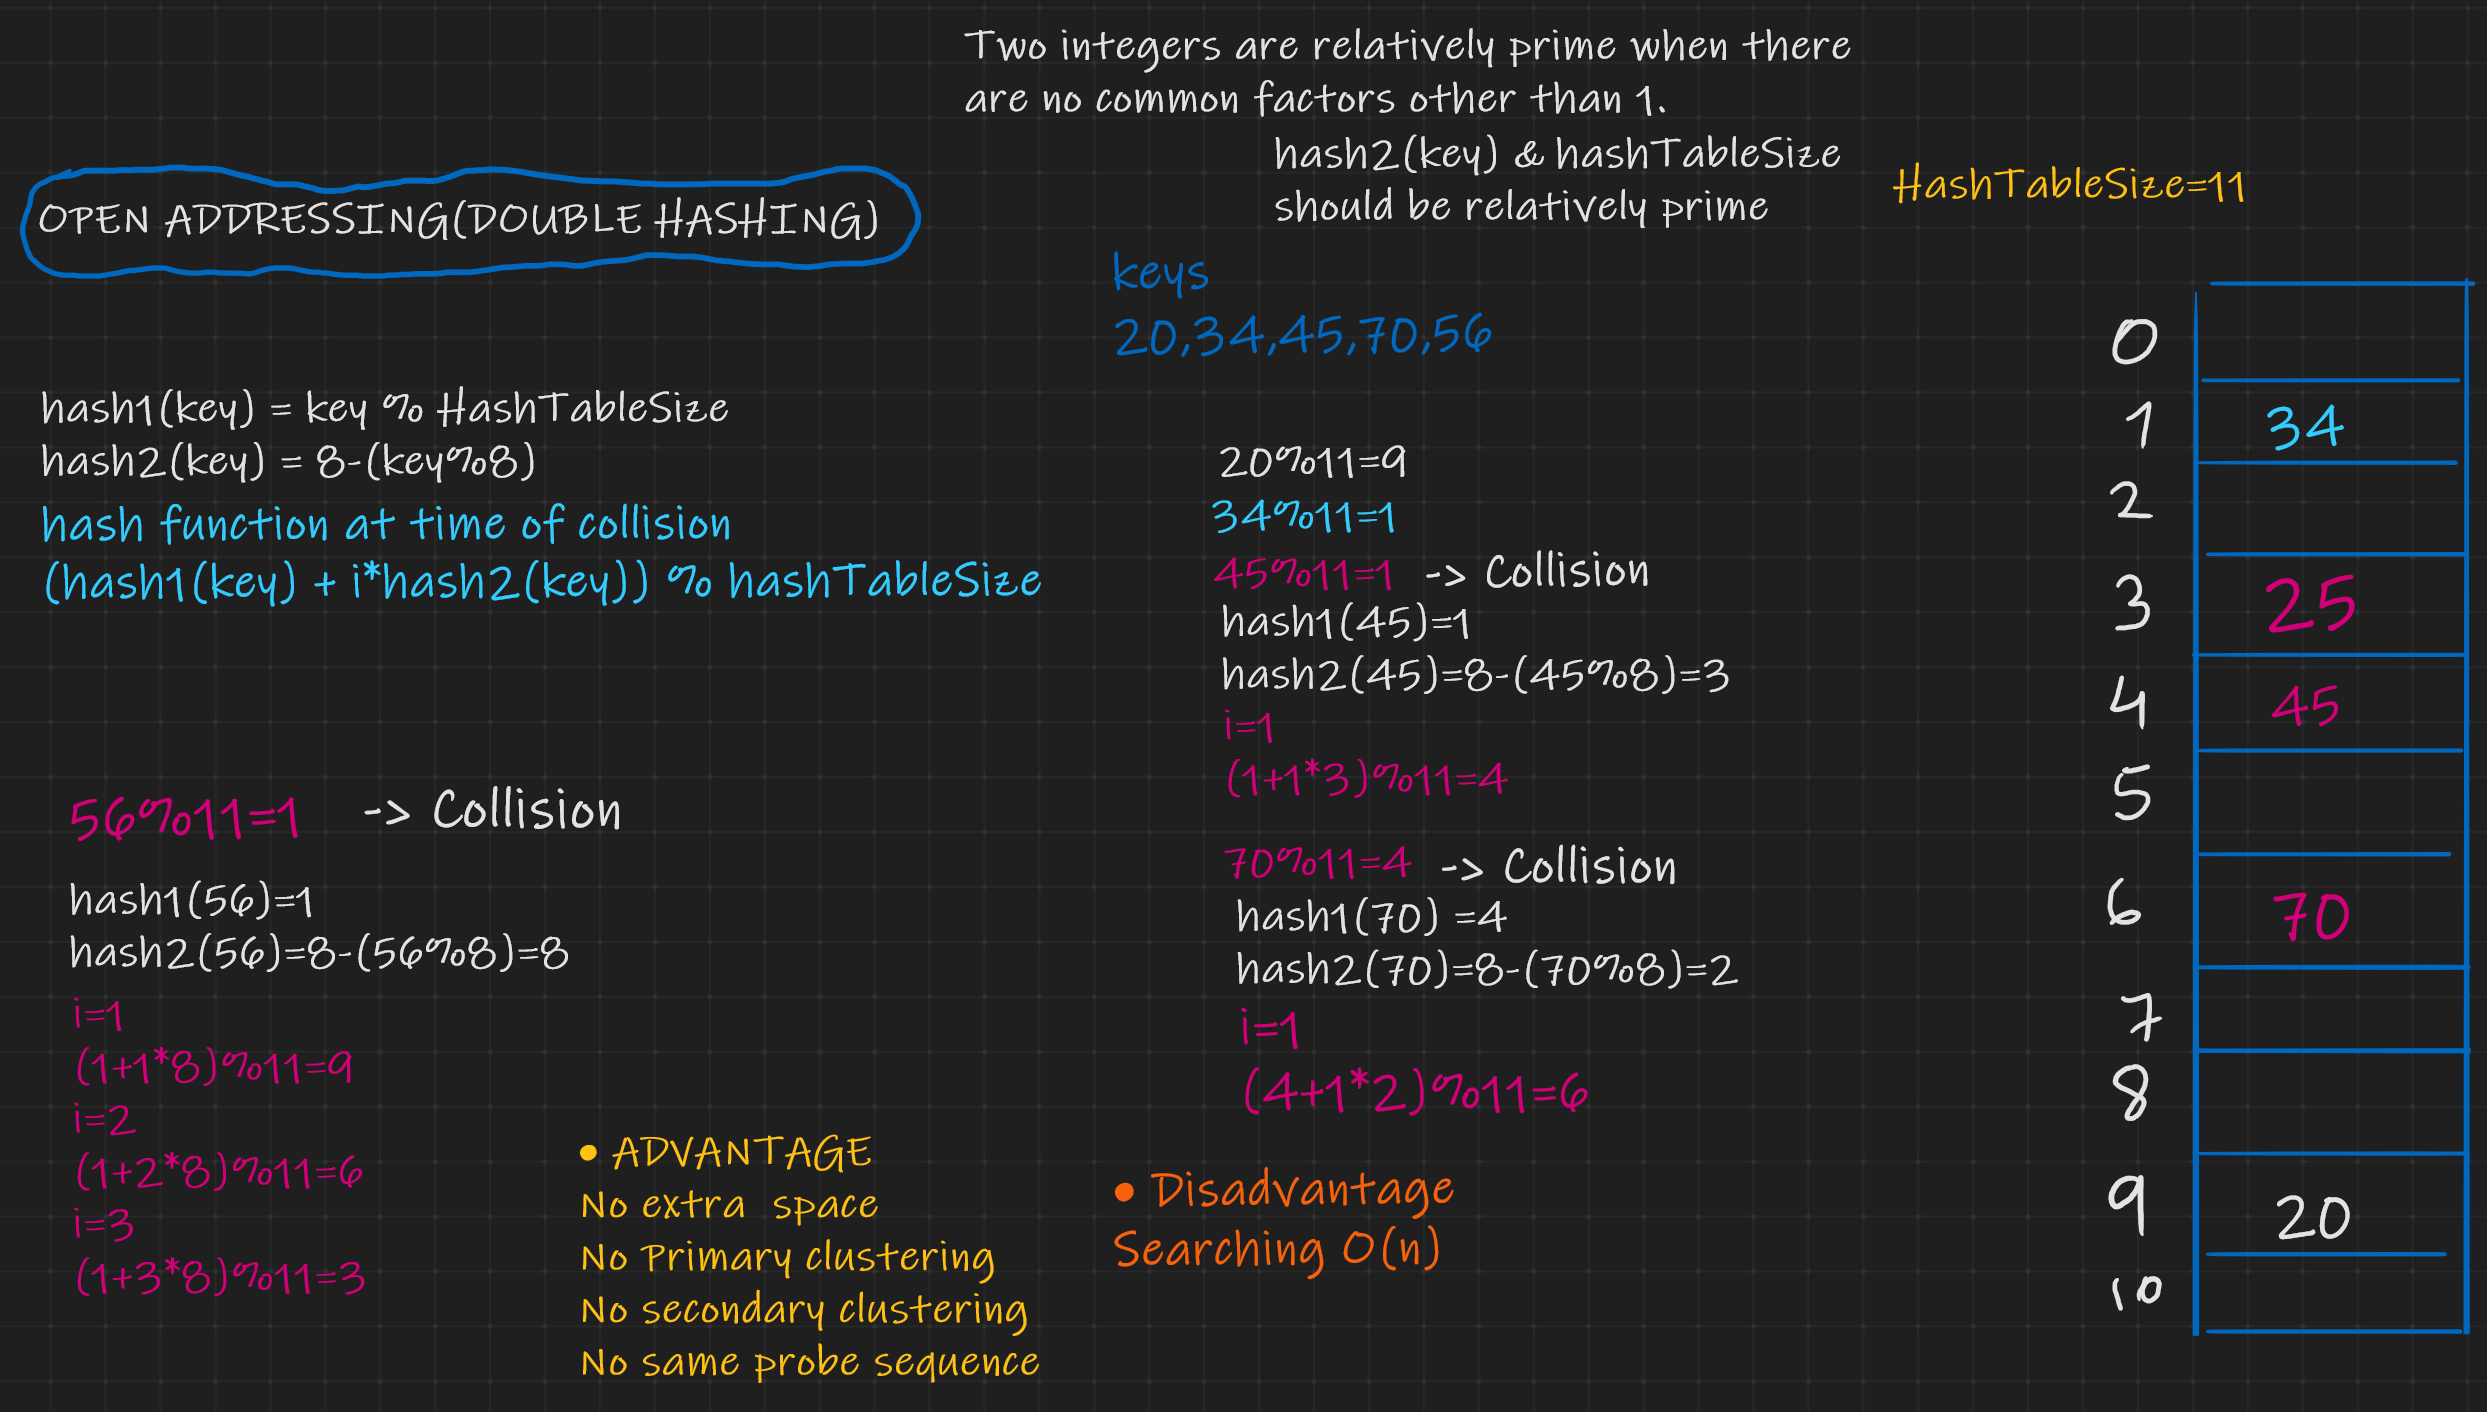 Two integers are relatively prime when there
are no common factors other than 1.
hash2(key) & hashTableSize
should be relatively prime
HashTableSize=11
OPEN ADDRESSING(DOUBLE HASHING)
keys
20,34,45,70,56
hash1(key) = key % HashTableSize
hash2(key) = 8-(key%8)
hash function at time of collision
(hash1(key) + i*hash2(key)) % hashTableSize
20%11=9
34%11=1
45%11=1 -> Collision
hash1(45)=1
hash2(45)=8-(45%8)=3
i=1
(1+1*3)%11=4
70%11=4 -> Collision
hash1(70) =4
hash2(70)=8-(70%8)=2
i=1
(4+1*2)%11=6
56%11=1 -> Collision
hash1(56)=1
hash2(56)=8-(56%8)=8
i=1
(1+1*8)%11=9
i=2
(1+2*8)%11=6
i=3
(1+3*8)%11=3
• ADVANTAGE
No extra space
No Primary clustering
No secondary clustering
No same probe sequence
• Disadvantage
Searching O(n)
0
1 34
2
3 25
4 45
5
6 70
7
8
9 20
10